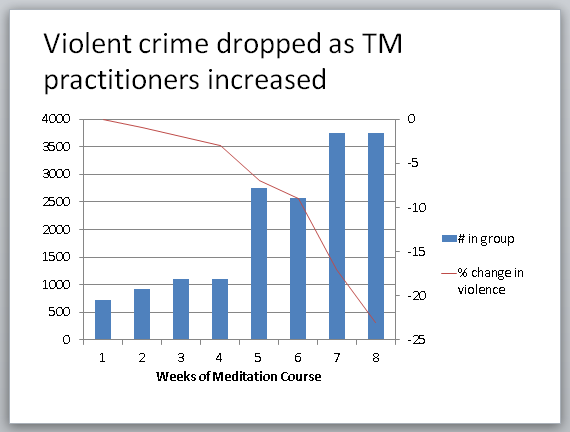 Violent crime dropped as TM
practitioners increased
4000
3500
3000
2500
2000
1500
1000
500
0
0
-5
-10
-15
-20
-25
1 2 3 4 5 6 7 8
Weeks of Meditation Course
# in group
% change in
violence